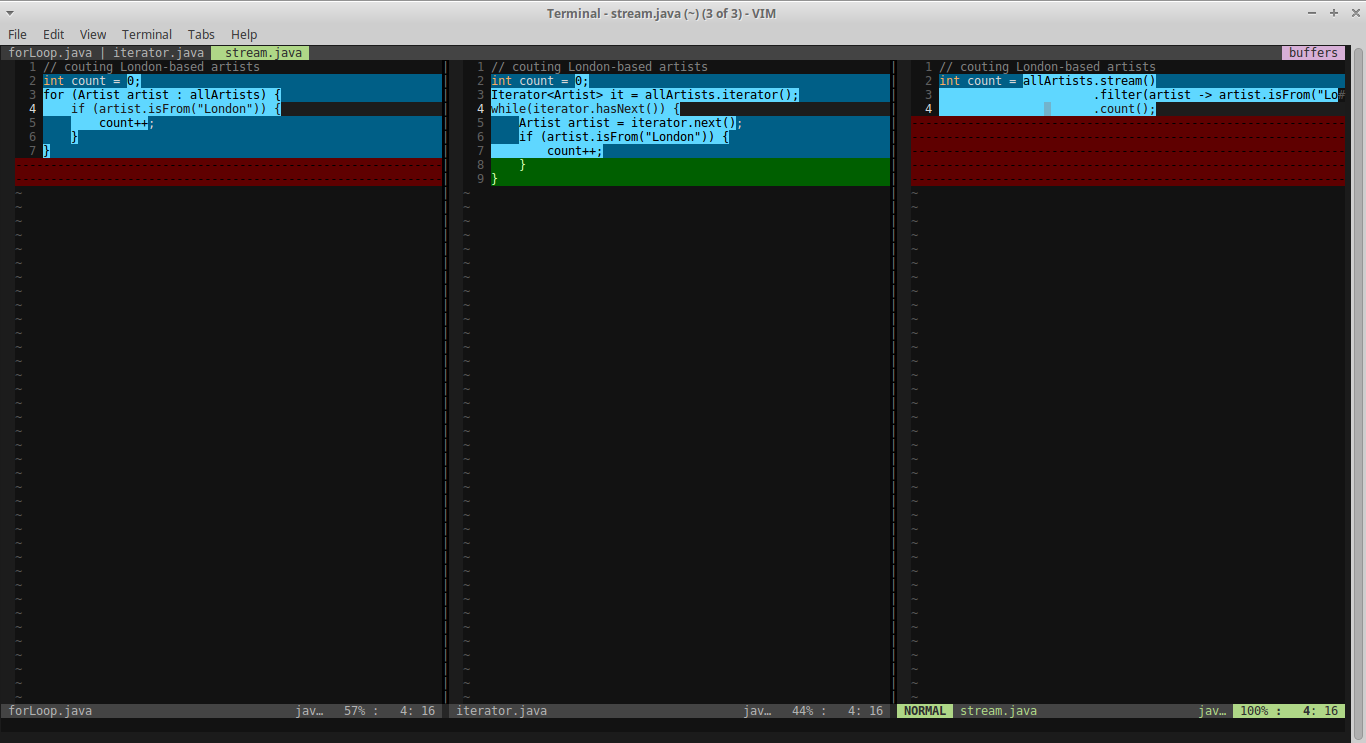 Terminal - stream.java (~) (3 of 3) - VIM
File Edit View Terminal Tabs Help
forLoop.java | iterator.java stream.java buffers
1 // couting London-based artists
2 int count = 0;
3 for (Artist artist : allArtists) {
4     if (artist.isFrom("London")) {
5         count++;
6     }
7 }
~
1 // couting London-based artists
2 int count = 0;
3 Iterator<Artist> it = allArtists.iterator();
4 while(iterator.hasNext()) {
5     Artist artist = iterator.next();
6     if (artist.isFrom("London")) {
7         count++;
8     }
9 }
~
1 // couting London-based artists
2 int count = allArtists.stream()
3                       .filter(artist -> artist.isFrom("Lo#
4                       .count();
~
forLoop.java jav… 57% : 4: 16
iterator.java jav… 44% : 4: 16
NORMAL stream.java jav… 100% : 4: 16